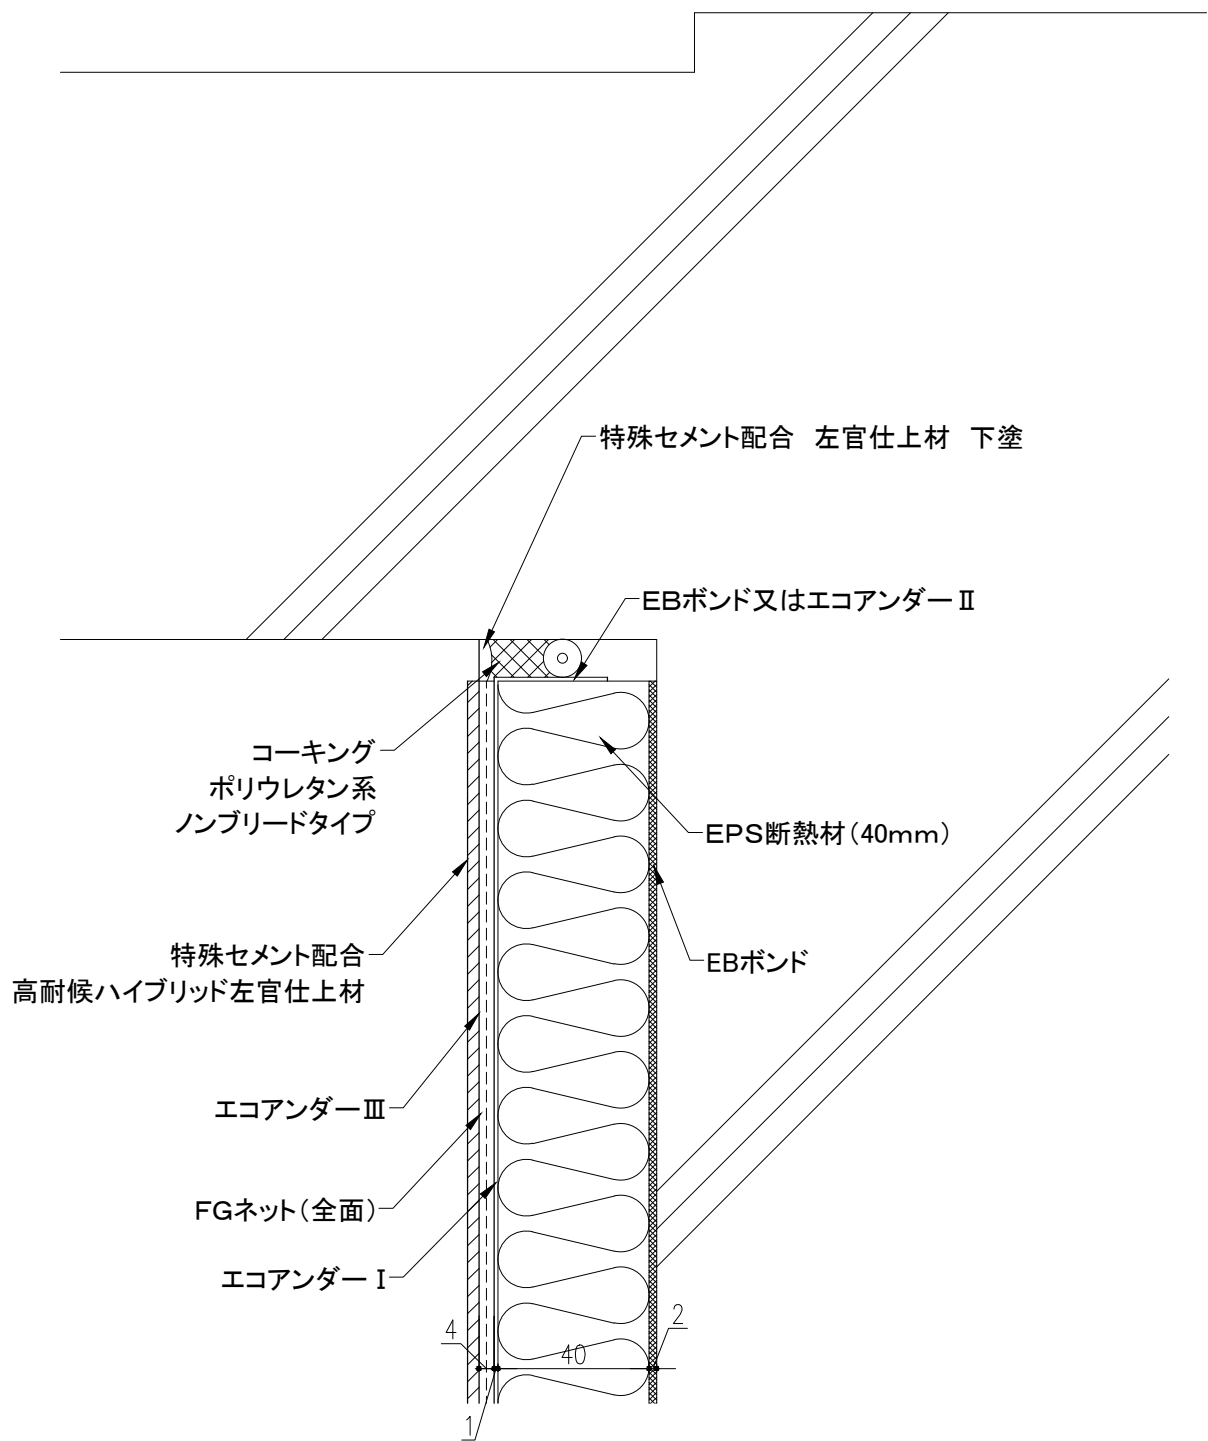 特殊セメント配合　左官仕上材　下塗
EBボンド又はエコアンダーⅡ
コーキング
ポリウレタン系
ノンブリードタイプ
EPS断熱材（40mm）
特殊セメント配合
高耐候ハイブリッド左官仕上材
EBボンド
エコアンダーⅢ
FGネット（全面）
エコアンダーⅠ
4
40
2
1